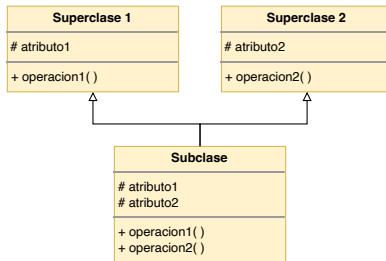 Superclase 1
# atributo1
+ operacion1( )
Superclase 2
# atributo2
+ operacion2( )
Subclase
# atributo1
# atributo2
+ operacion1( )
+ operacion2( )